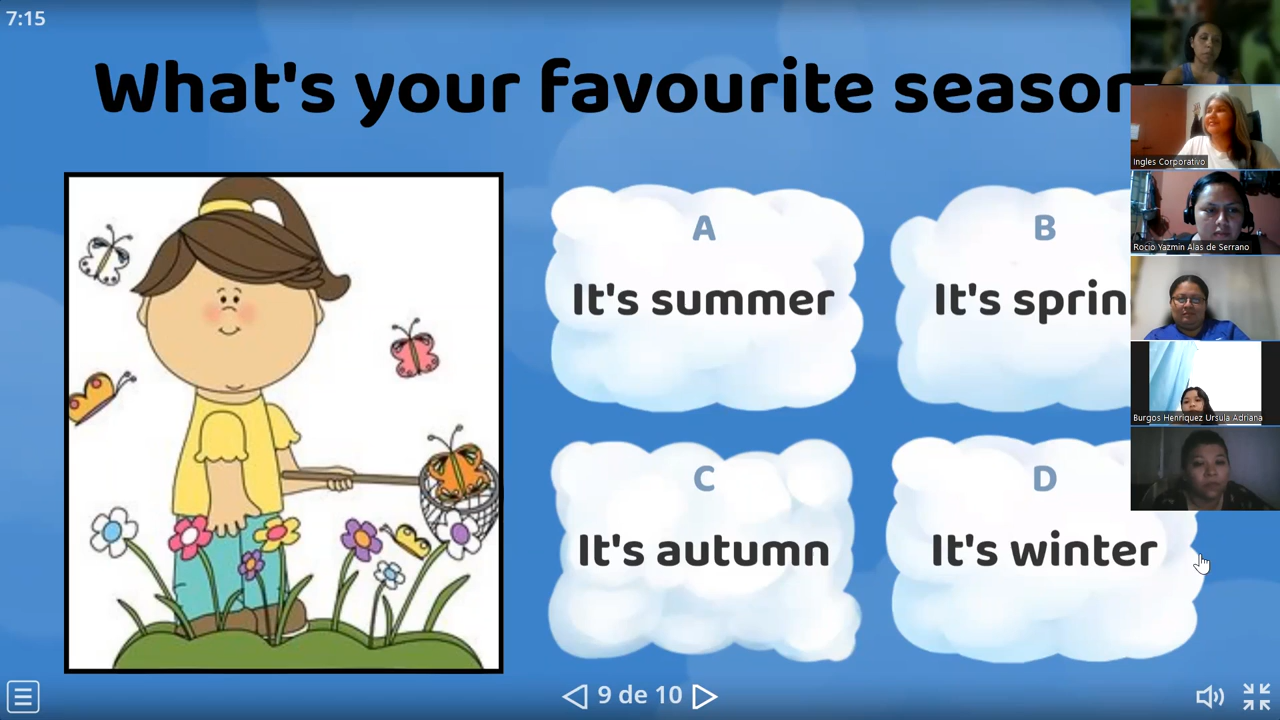 7:15
What's your favourite season
A
It's summer
B
It's sprin
C
It's autumn
D
It's winter
Ingles Corporativo
Rocio Yazmin Alas de Serrano
Burgos Henriquez Ursula Adriana
9 de 10